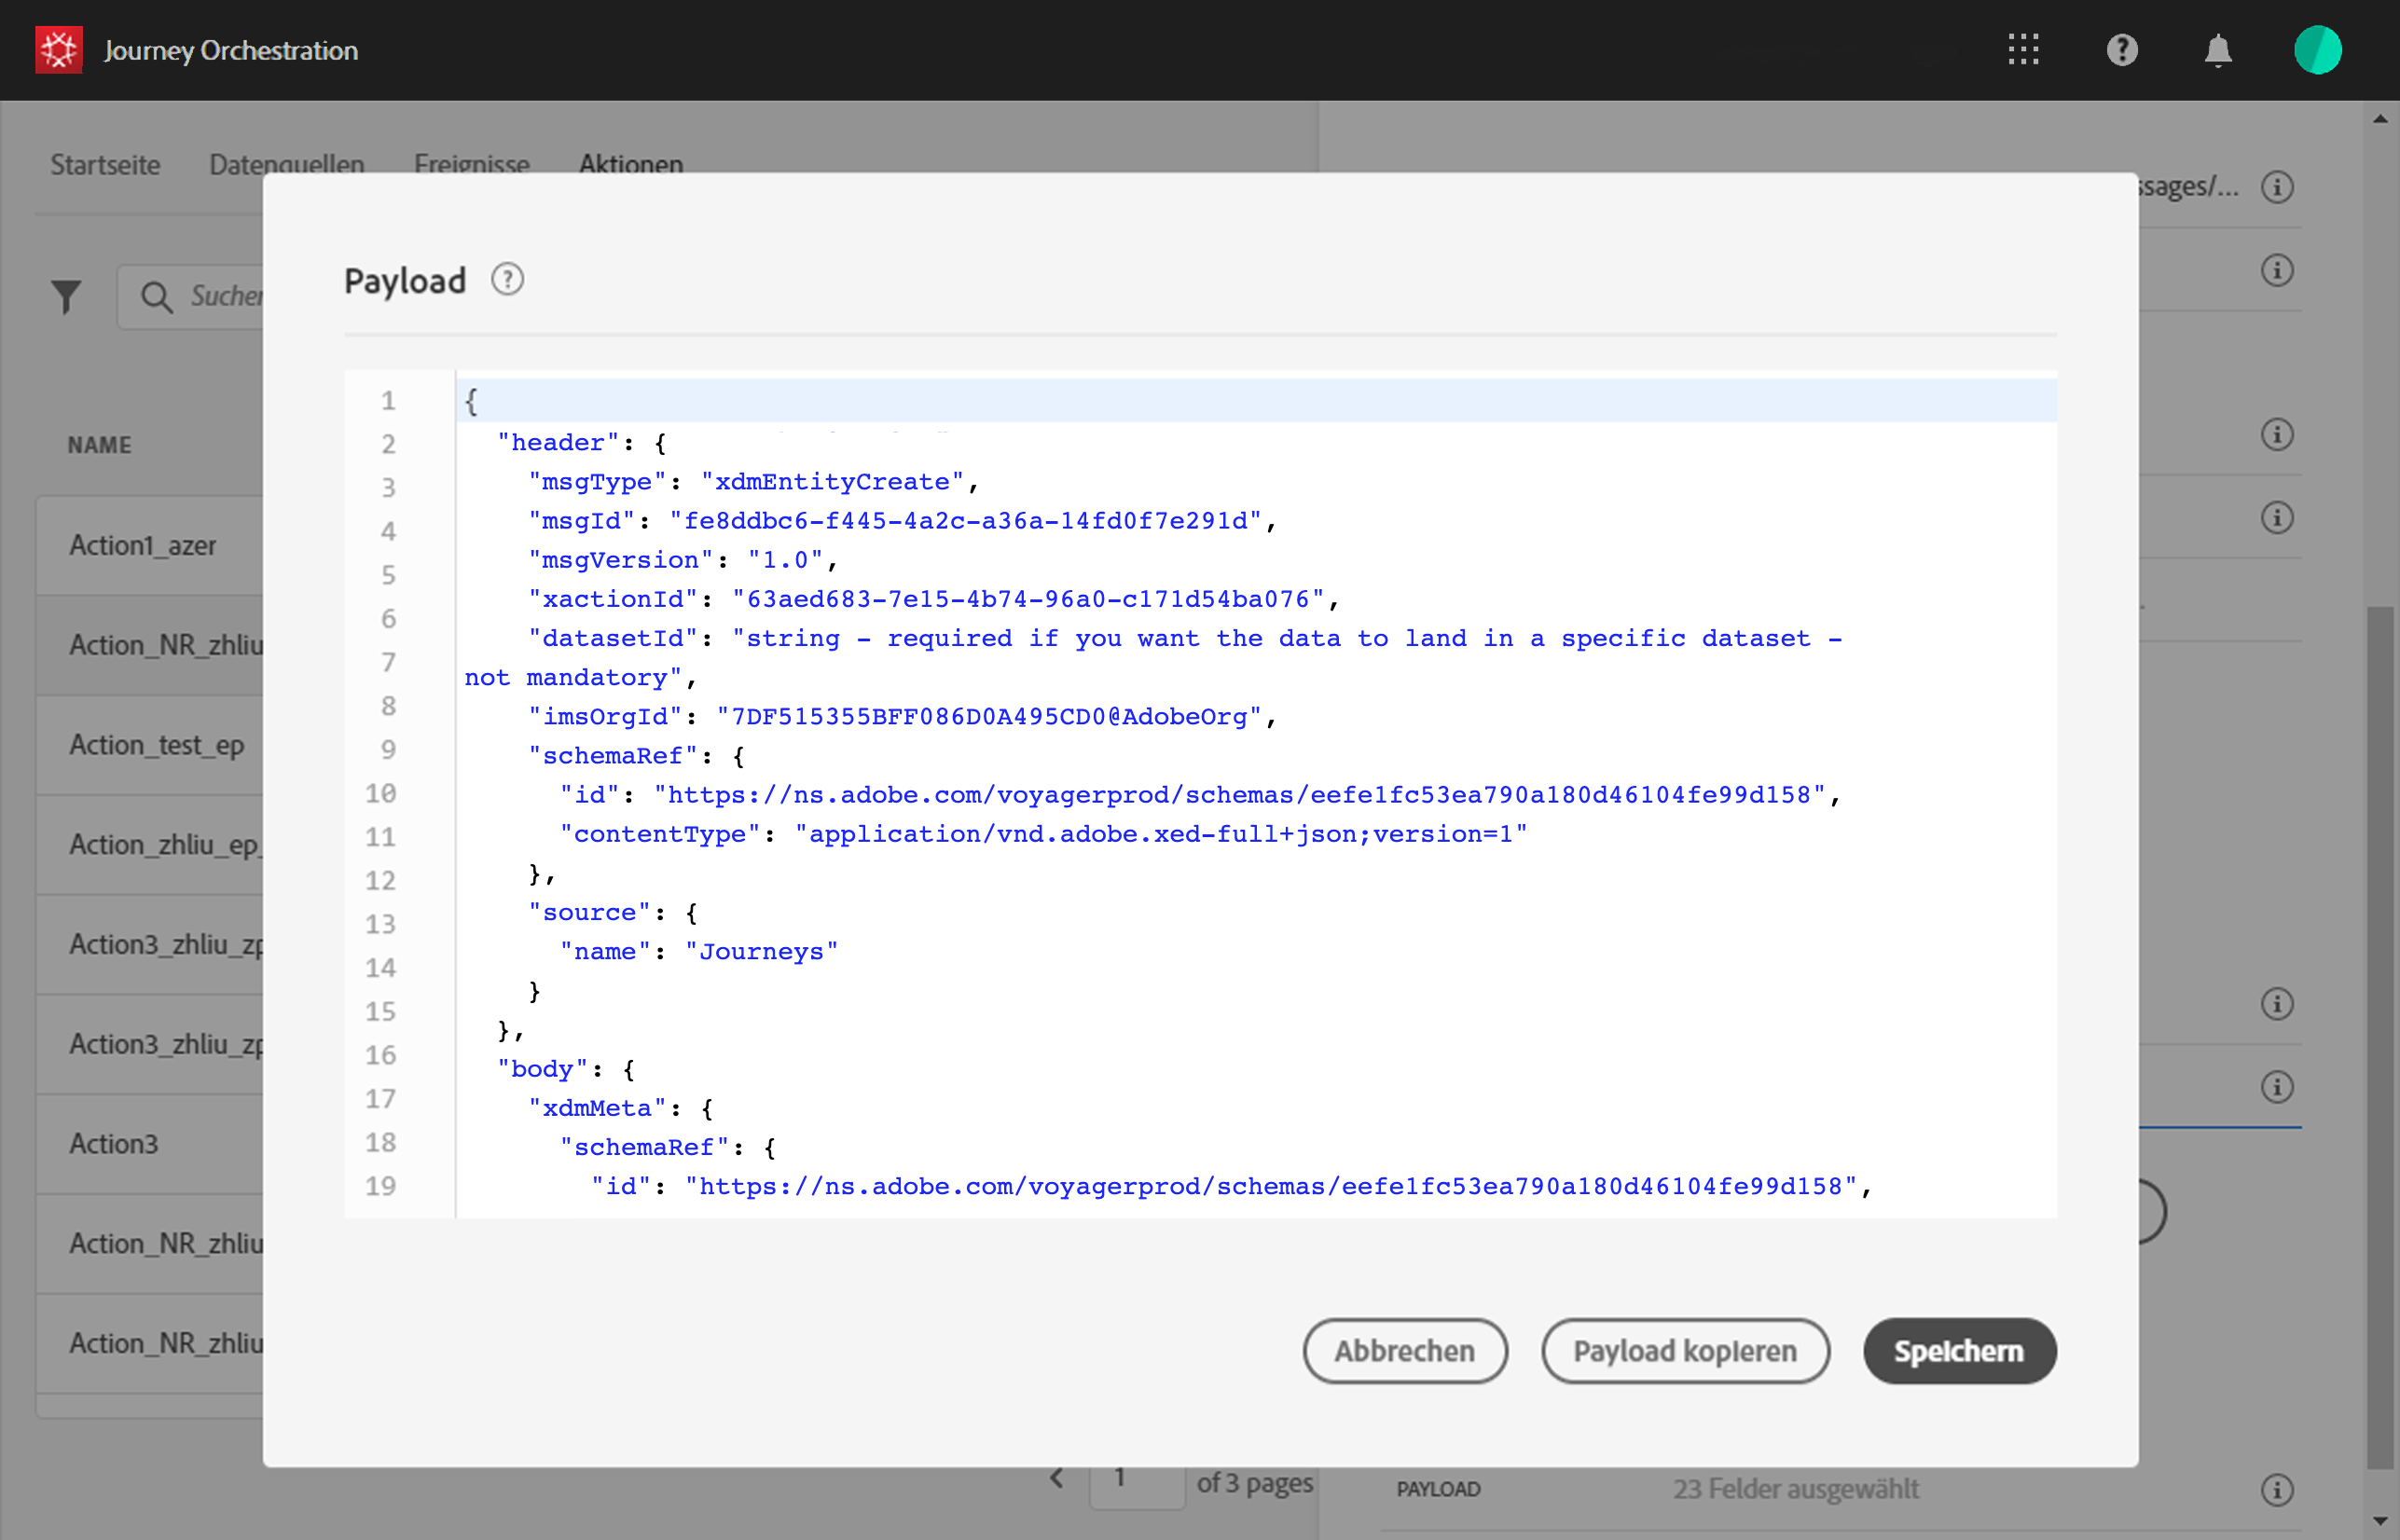 Journey Orchestration
Startseite Datenquellen Ereignisse Aktionen
ssages/...
Payload
Suchen
NAME
Action1_azer
Action_NR_zhliu
Action_test_ep
Action_zhliu_ep_
Action3_zhliu_zp
Action3_zhliu_zp
Action3
Action_NR_zhliu
Action_NR_zhliu
1 {
2 "header": {
3 "msgType": "xdmEntityCreate",
4 "msgId": "fe8ddbc6-f445-4a2c-a36a-14fd0f7e291d",
5 "msgVersion": "1.0",
6 "xactionId": "63aed683-7e15-4b74-96a0-c171d54ba076",
7 "datasetId": "string - required if you want the data to land in a specific dataset -
not mandatory",
8 "imsOrgId": "7DF515355BFF086D0A495CD0@AdobeOrg",
9 "schemaRef": {
10 "id": "https://ns.adobe.com/voyagerprod/schemas/eefe1fc53ea790a180d46104fe99d158",
11 "contentType": "application/vnd.adobe.xed-full+json;version=1"
12 },
13 "source": {
14 "name": "Journeys"
15 }
16 },
17 "body": {
18 "xdmMeta": {
19 "schemaRef": {
"id": "https://ns.adobe.com/voyagerprod/schemas/eefe1fc53ea790a180d46104fe99d158",
Abbrechen Payload kopieren Speichern
1 of 3 pages
PAYLOAD 23 Felder ausgewählt